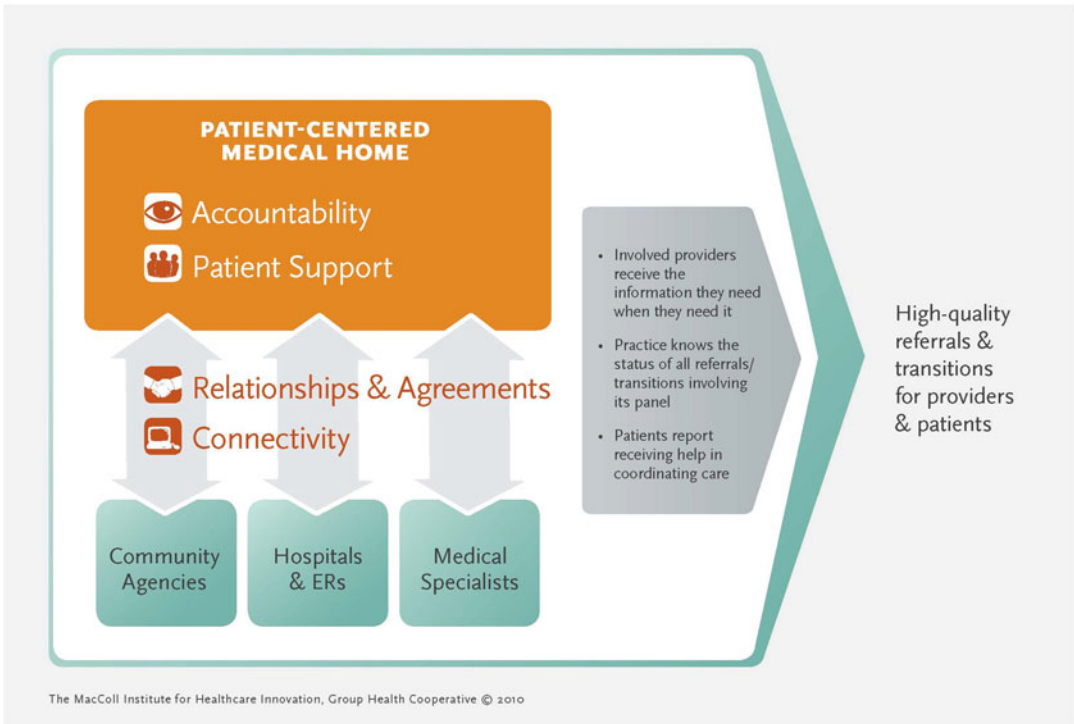 PATIENT-CENTERED
MEDICAL HOME
Accountability
Patient Support
Relationships & Agreements
Connectivity
Community
Agencies
Hospitals
& ERs
Medical
Specialists
• Involved providers
receive the
information they need
when they need it
• Practice knows the
status of all referrals/
transitions involving
its panel
• Patients report
receiving help in
coordinating care
High-quality
referrals &
transitions
for providers
& patients
The MacColl Institute for Healthcare Innovation, Group Health Cooperative © 2010